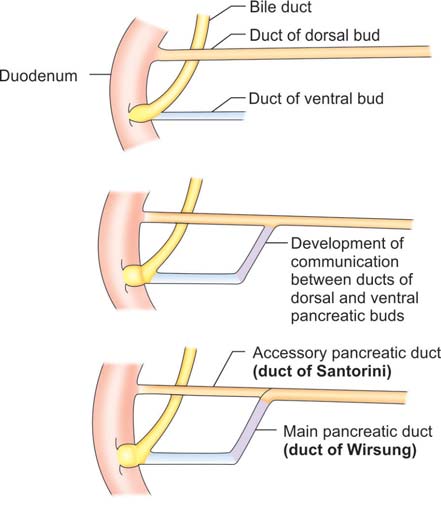 Bile duct
Duct of dorsal bud
Duodenum
Duct of ventral bud
Development of
communication
between ducts of
dorsal and ventral
pancreatic buds
Accessory pancreatic duct
(duct of Santorini)
Main pancreatic duct
(duct of Wirsung)